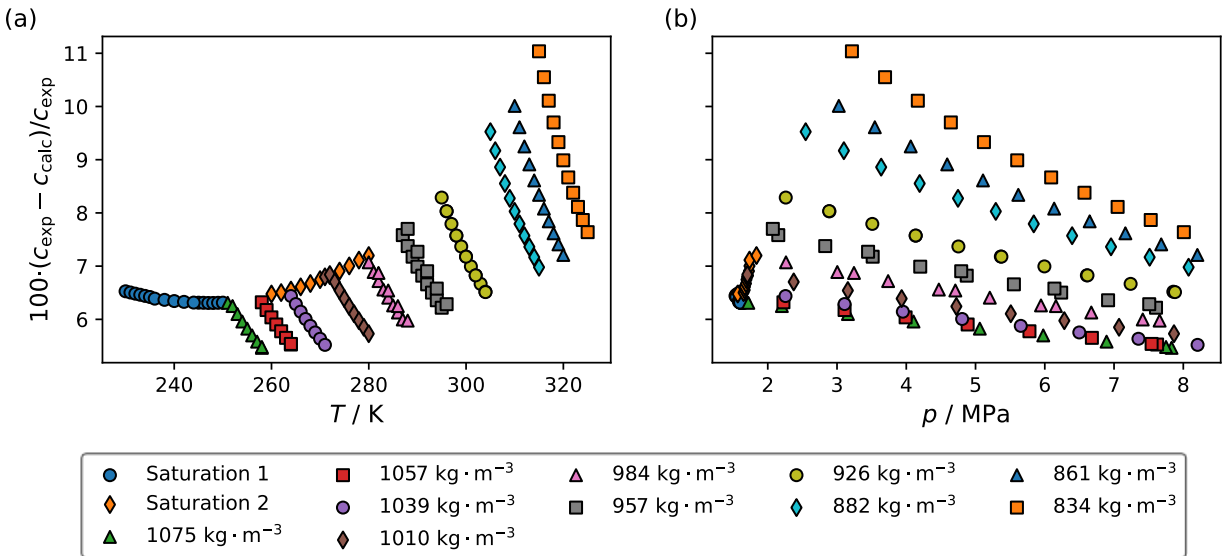 (a)
(b)
100·(c_exp − c_calc)/c_exp
11
10
9
8
7
6
240
260
280
300
320
T / K
2
3
4
5
6
7
8
p / MPa
Saturation 1
Saturation 2
1075 kg · m⁻³
1057 kg · m⁻³
1039 kg · m⁻³
1010 kg · m⁻³
984 kg · m⁻³
957 kg · m⁻³
926 kg · m⁻³
882 kg · m⁻³
861 kg · m⁻³
834 kg · m⁻³